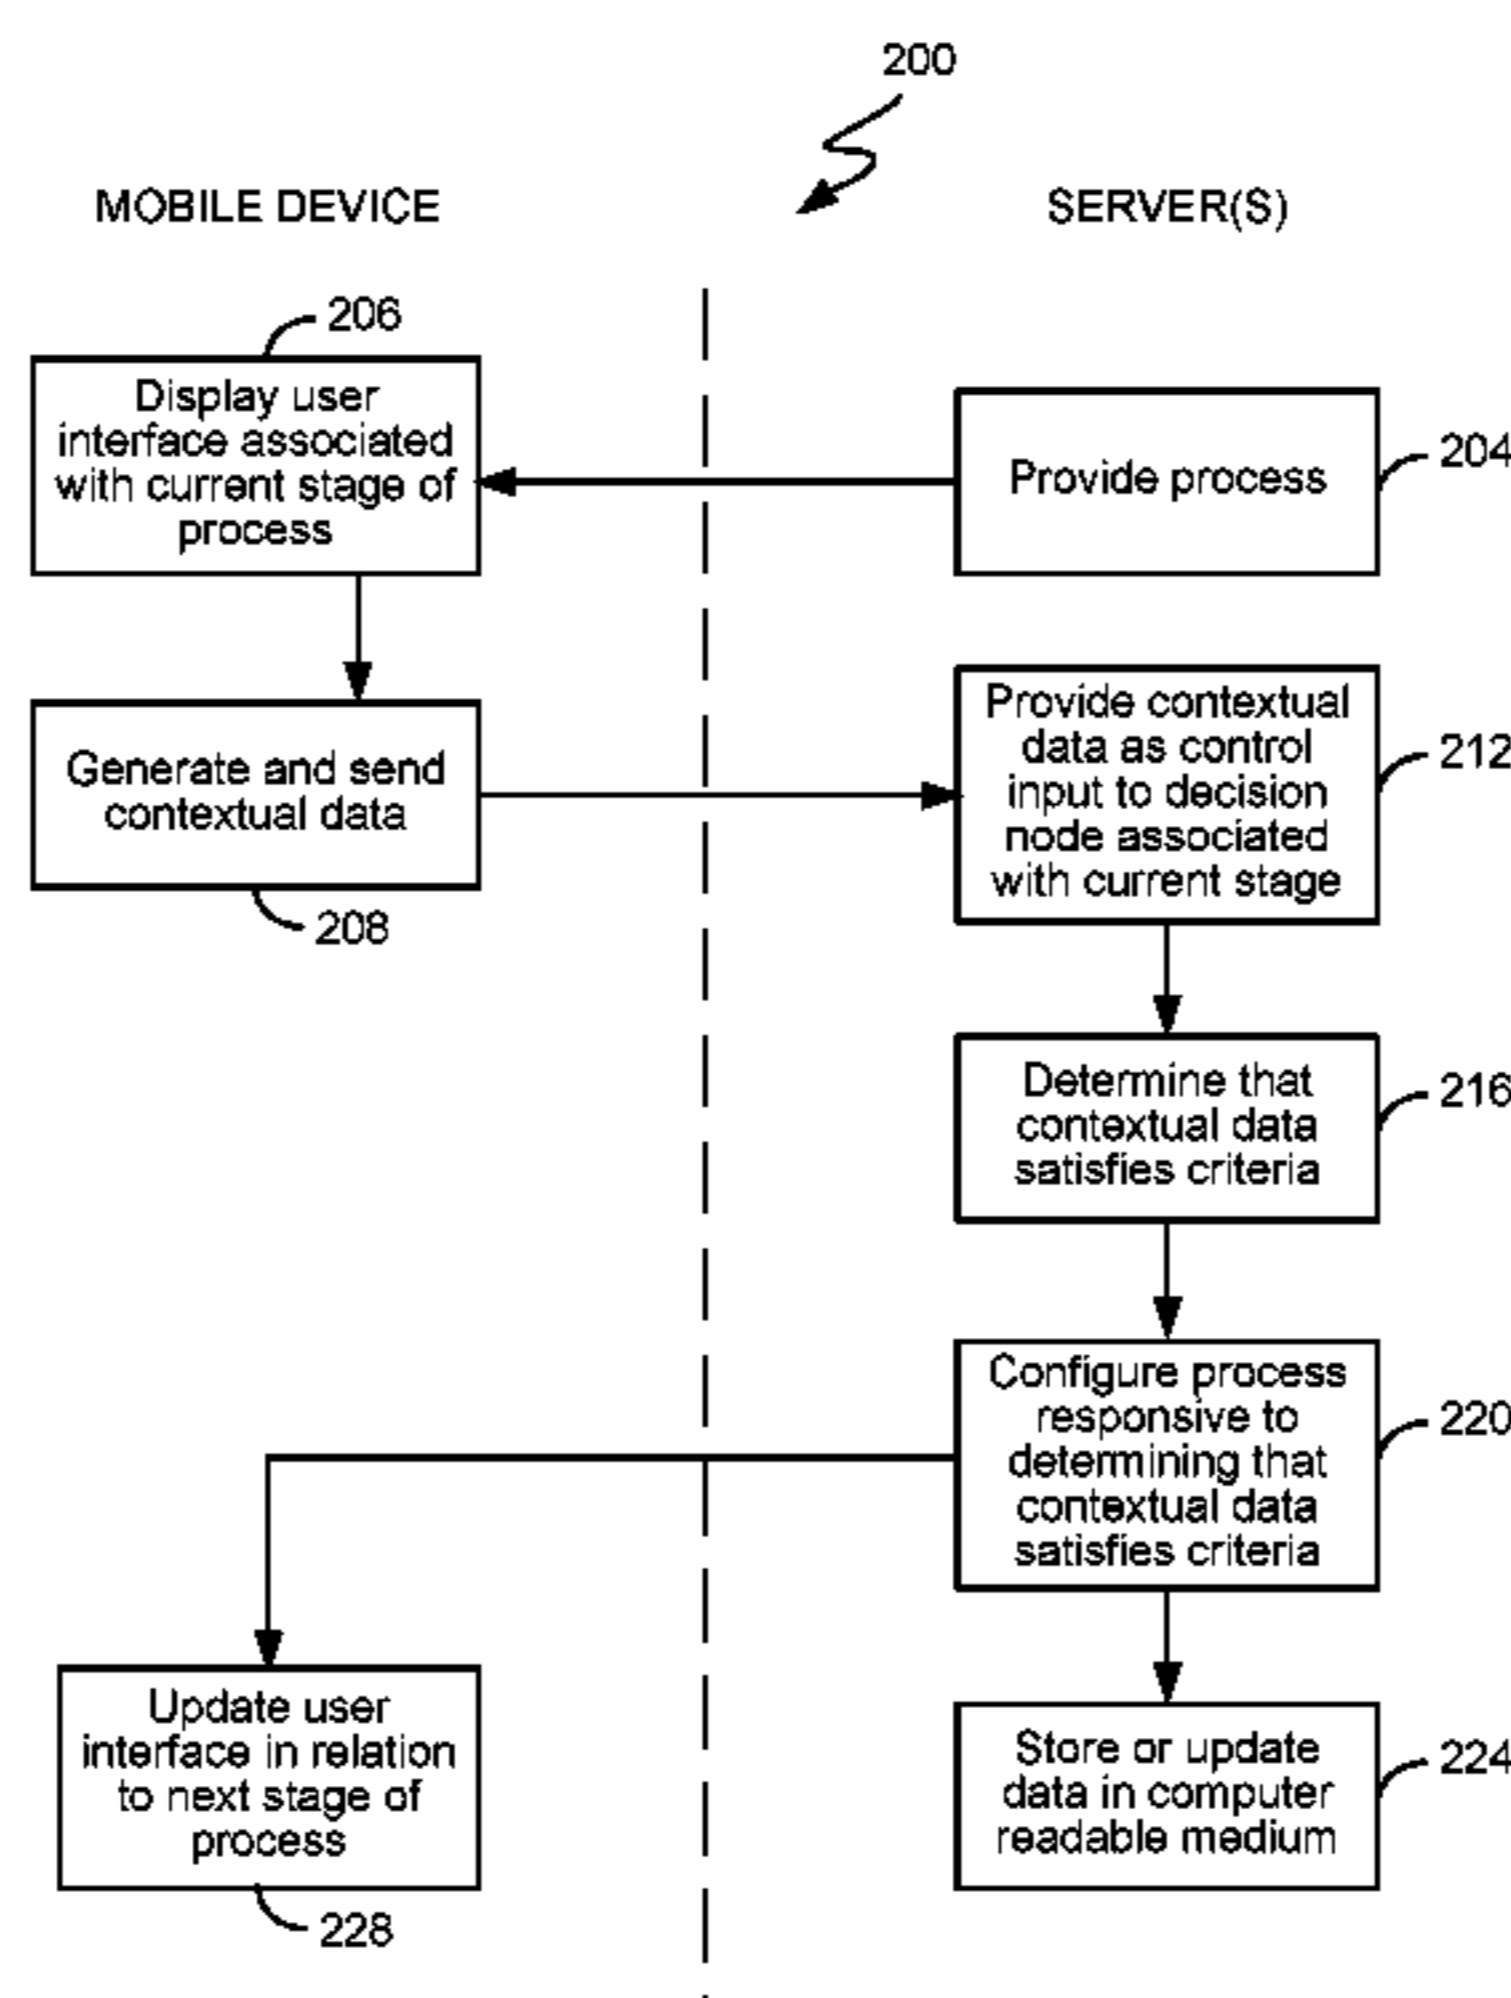 200
MOBILE DEVICE
SERVER(S)
206
Display user
interface associated
with current stage of
process
Provide process
204
Generate and send
contextual data
208
Provide contextual
data as control
input to decision
node associated
with current stage
212
Determine that
contextual data
satisfies criteria
216
Configure process
responsive to
determining that
contextual data
satisfies criteria
220
Update user
interface in relation
to next stage of
process
228
Store or update
data in computer
readable medium
224